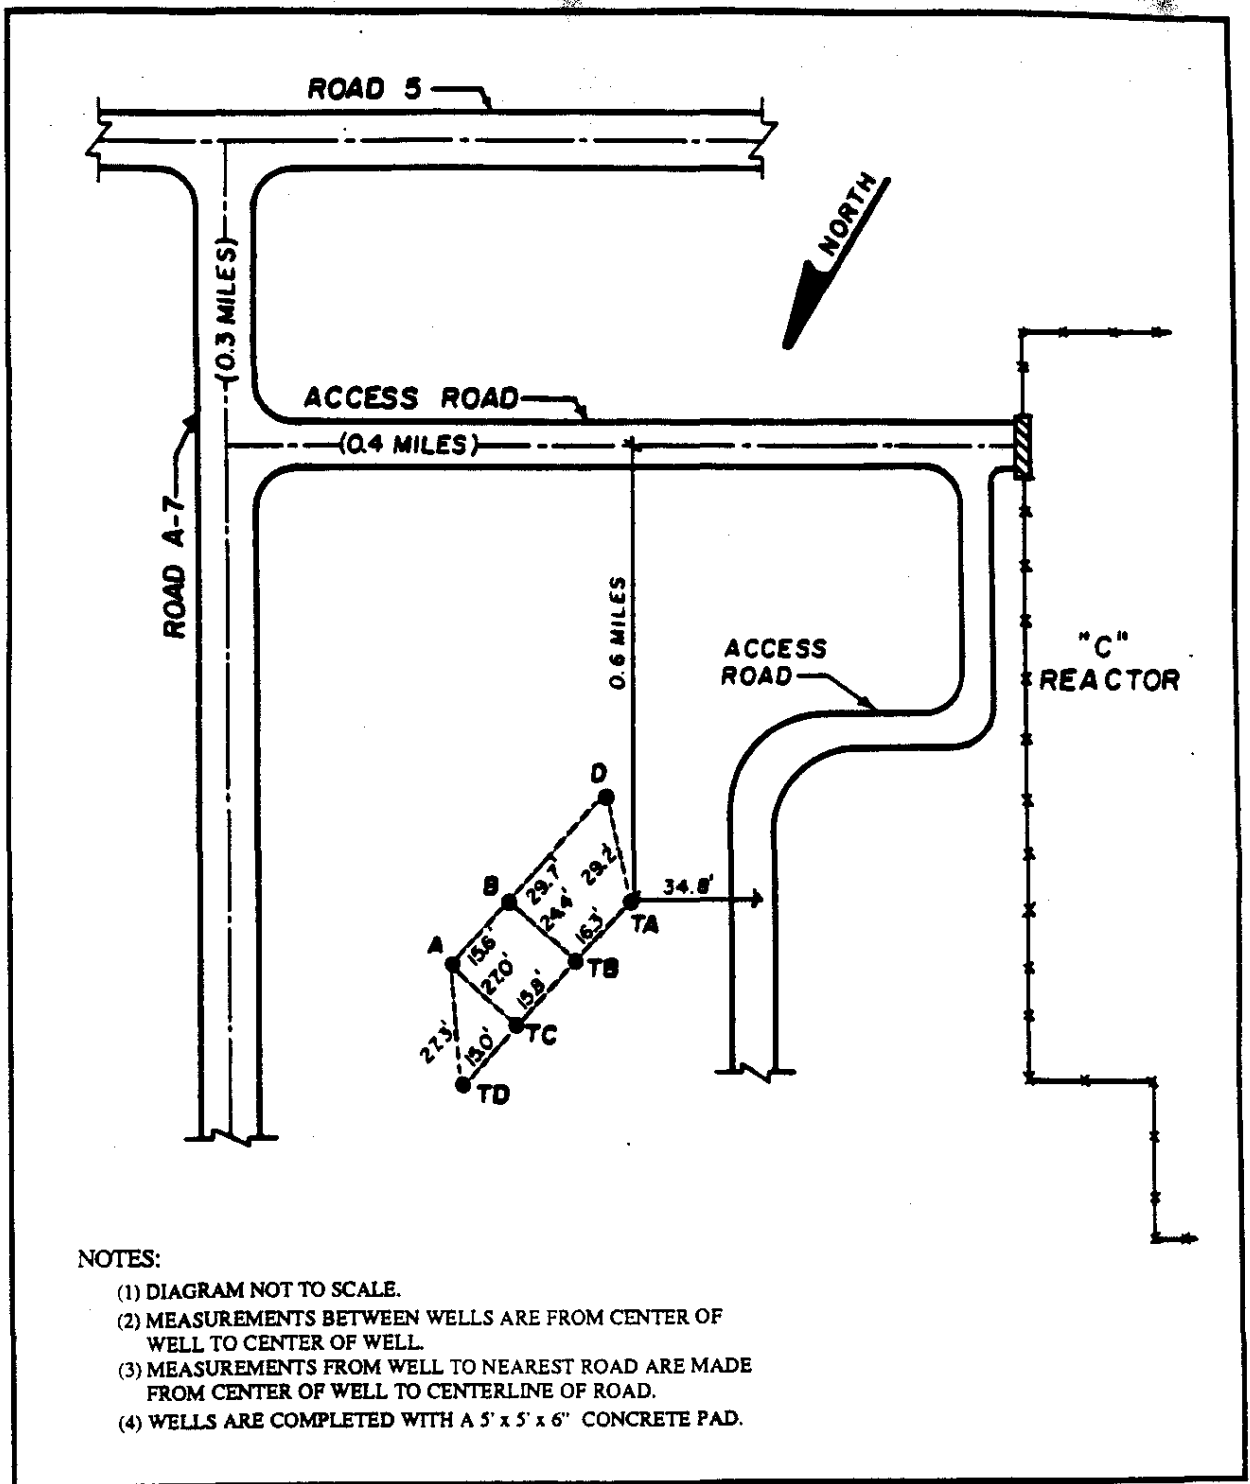 ROAD 5
NORTH
(0.3 MILES)
ACCESS ROAD
(0.4 MILES)
ROAD A-7
0.6 MILES
ACCESS
ROAD
"C"
REACTOR
D
29.7'
29.2'
B
24.4'
34.8'
TA
16.3'
A
15.6'
27.0'
TB
15.8'
TC
27.3'
15.0'
TD
NOTES:
(1) DIAGRAM NOT TO SCALE.
(2) MEASUREMENTS BETWEEN WELLS ARE FROM CENTER OF
WELL TO CENTER OF WELL.
(3) MEASUREMENTS FROM WELL TO NEAREST ROAD ARE MADE
FROM CENTER OF WELL TO CENTERLINE OF ROAD.
(4) WELLS ARE COMPLETED WITH A 5' x 5' x 6" CONCRETE PAD.